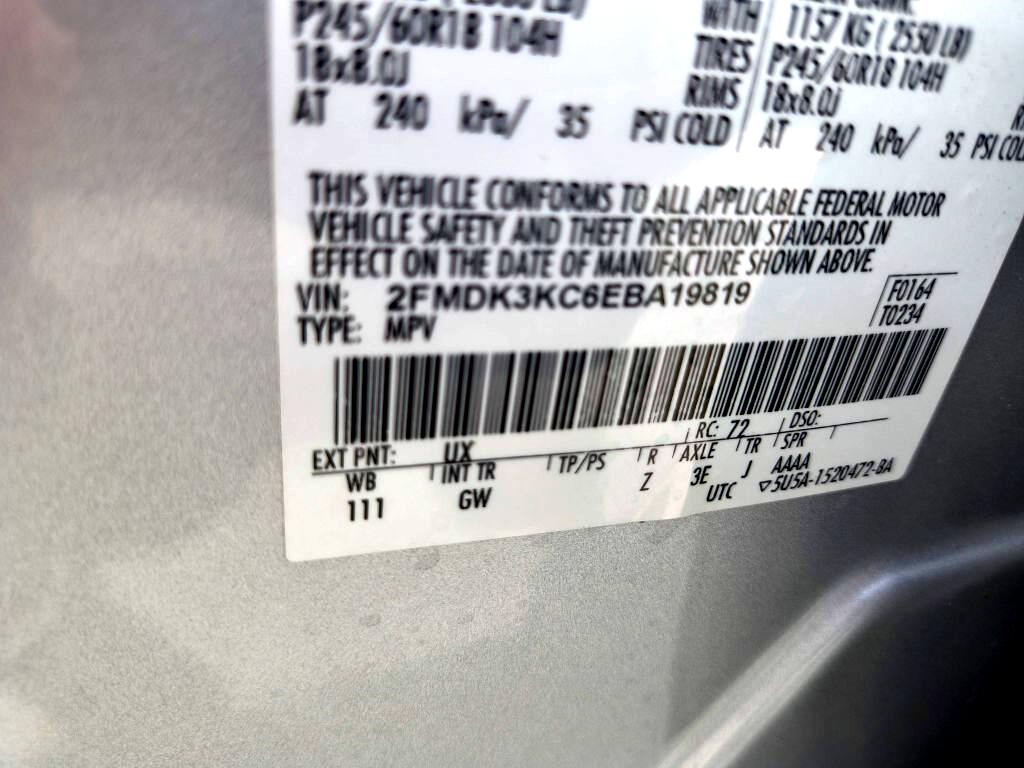 P245/60R18 104H
18x8.0J
AT 240 kPa/ 35 PSI COLD
WITH 1157 KG ( 2550 LB)
TIRES P245/60R18 104H
RIMS 18x8.0J
AT 240 kPa/ 35 PSI COL
THIS VEHICLE CONFORMS TO ALL APPLICABLE FEDERAL MOTOR
VEHICLE SAFETY AND THEFT PREVENTION STANDARDS IN
EFFECT ON THE DATE OF MANUFACTURE SHOWN ABOVE.
VIN: 2FMDK3KC6EBA19819
TYPE: MPV
F0164
T0234
EXT PNT: UX RC: 72 DSO:
WB INT TR TP/PS R AXLE TR SPR
111 GW Z 3E J AAAA
UTC ▽5U5A-1520472-BA